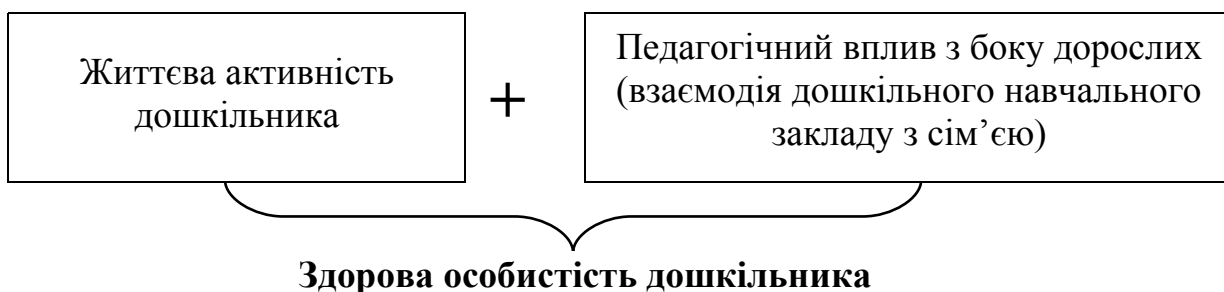 Життєва активність
дошкільника
+
Педагогічний вплив з боку дорослих
(взаємодія дошкільного навчального
закладу з сім’єю)
Здорова особистість дошкільника